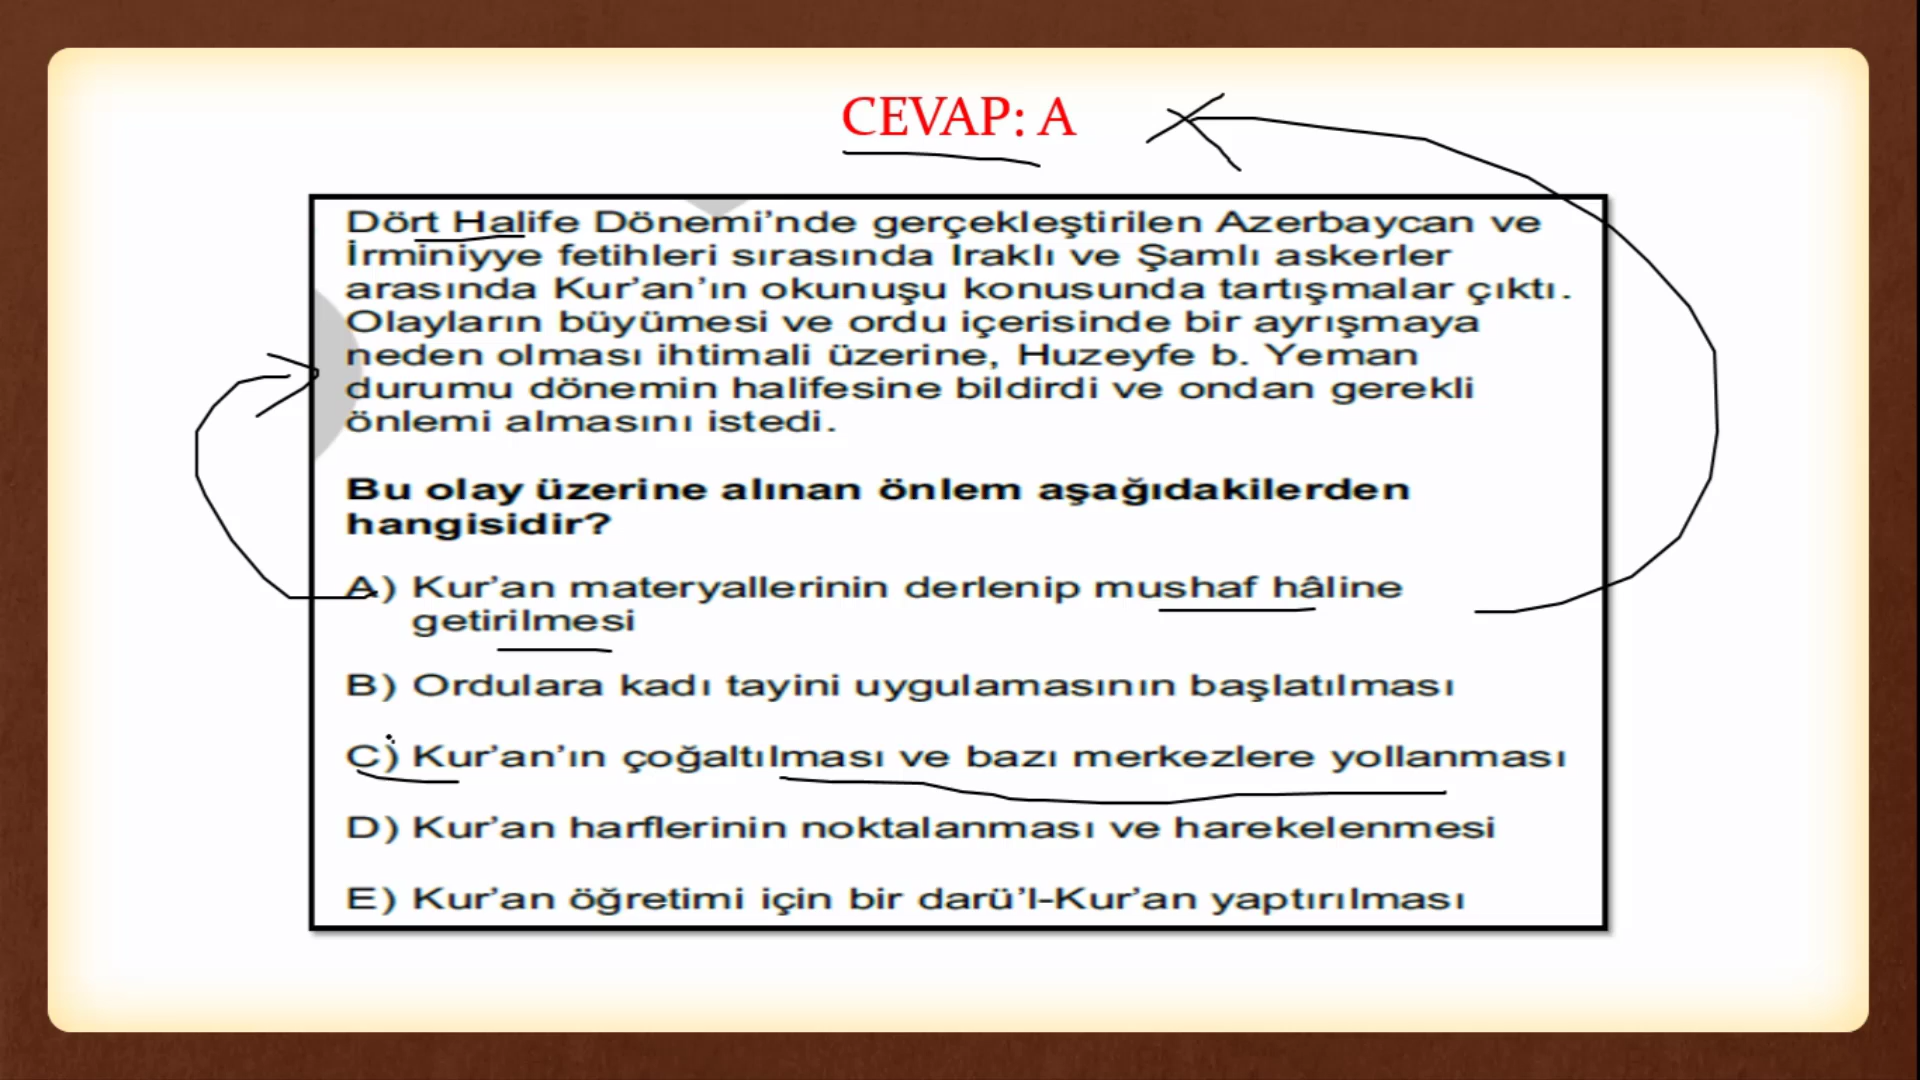 CEVAP: A
Dört Halife Dönemi’nde gerçekleştirilen Azerbaycan ve
İrminiyye fetihleri sırasında Iraklı ve Şamlı askerler
arasında Kur’an’ın okunuşu konusunda tartışmalar çıktı.
Olayların büyümesi ve ordu içerisinde bir ayrışmaya
neden olması ihtimali üzerine, Huzeyfe b. Yeman
durumu dönemin halifesine bildirdi ve ondan gerekli
önlemi almasını istedi.
Bu olay üzerine alınan önlem aşağıdakilerden
hangisidir?
A) Kur’an materyallerinin derlenip mushaf hâline
getirilmesi
B) Ordulara kadı tayini uygulamasının başlatılması
C) Kur’an’ın çoğaltılması ve bazı merkezlere yollanması
D) Kur’an harflerinin noktalanması ve harekelenmesi
E) Kur’an öğretimi için bir darü’l-Kur’an yaptırılması